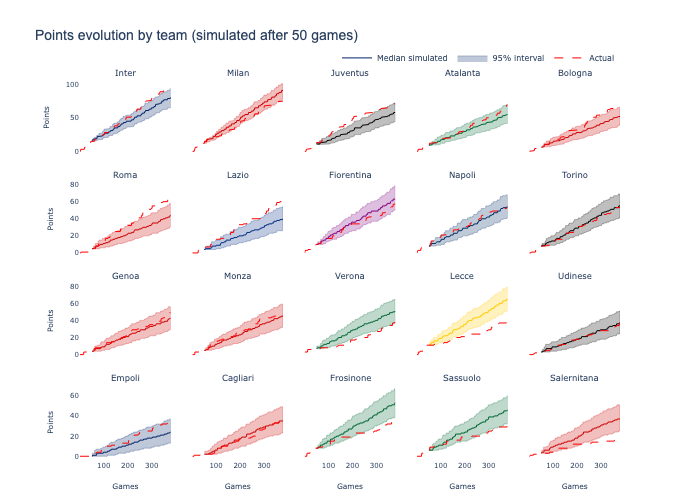 Points evolution by team (simulated after 50 games)
Median simulated 95% interval Actual
Inter Milan Juventus Atalanta Bologna
100
50
0
Points
Roma Lazio Fiorentina Napoli Torino
80
60
40
20
0
Points
Genoa Monza Verona Lecce Udinese
80
60
40
20
0
Points
Empoli Cagliari Frosinone Sassuolo Salernitana
60
40
20
0
Points
100 200 300 100 200 300 100 200 300 100 200 300 100 200 300
Games Games Games Games Games